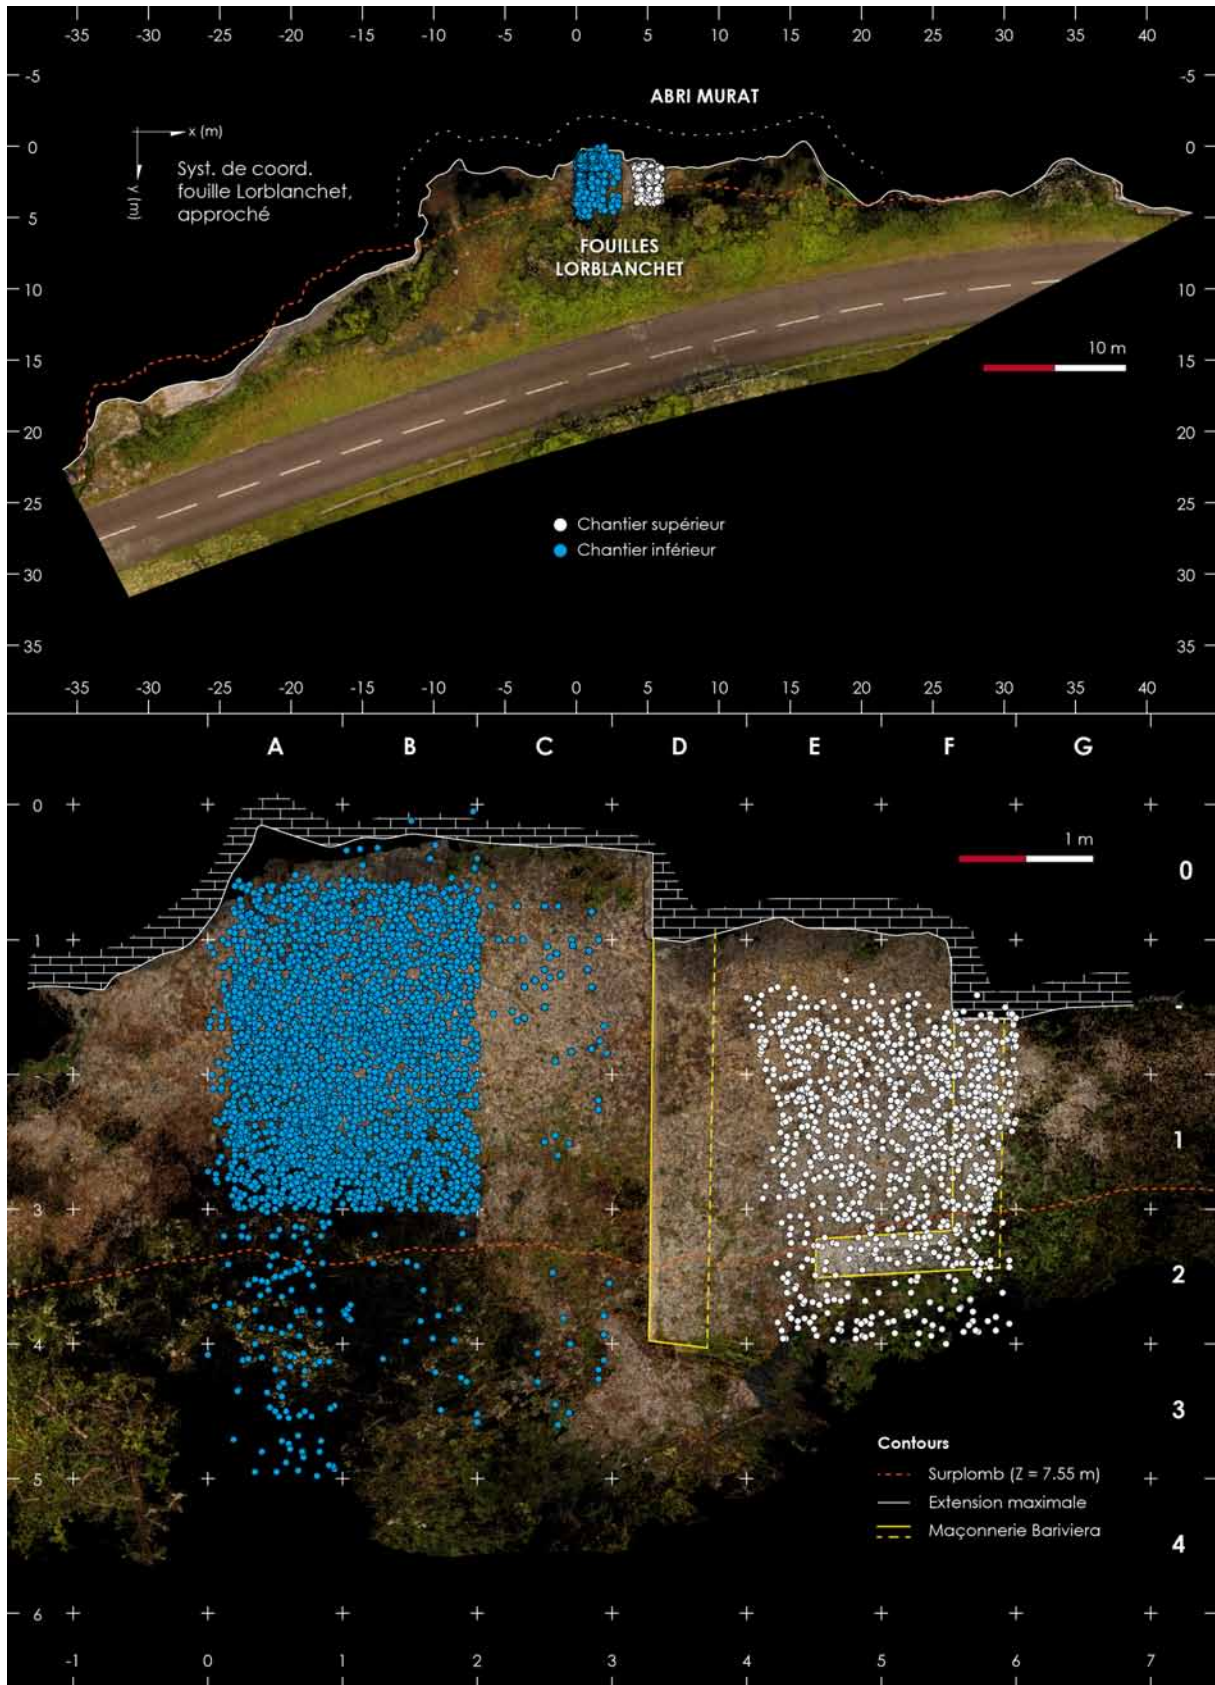 -35 -30 -25 -20 -15 -10 -5 0 5 10 15 20 25 30 35 40
-5 -5
ABRI MURAT
x (m)
0 0
y (m)
Syst. de coord.
fouille Lorblanchet,
approché
5 5
FOUILLES
LORBLANCHET
10 10
10 m
15 15
20 20
25 25
Chantier supérieur
Chantier inférieur
30 30
35 35
-35 -30 -25 -20 -15 -10 -5 0 5 10 15 20 25 30 35 40
A B C D E F G
0
1 m
0
1
1
3
2
4
3
Contours
Surplomb (Z = 7.55 m)
5
Extension maximale
Maçonnerie Bariviera
4
6
-1 0 1 2 3 4 5 6 7